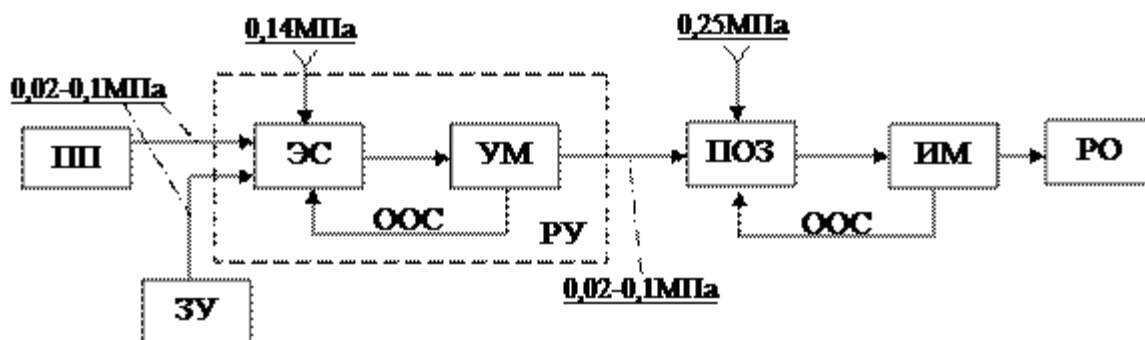 0,14МПа
0,25МПа
0,02-0,1МПа
ПП
ЭС
УМ
ПОЗ
ИМ
РО
ООС
РУ
ООС
ЗУ
0,02-0,1МПа